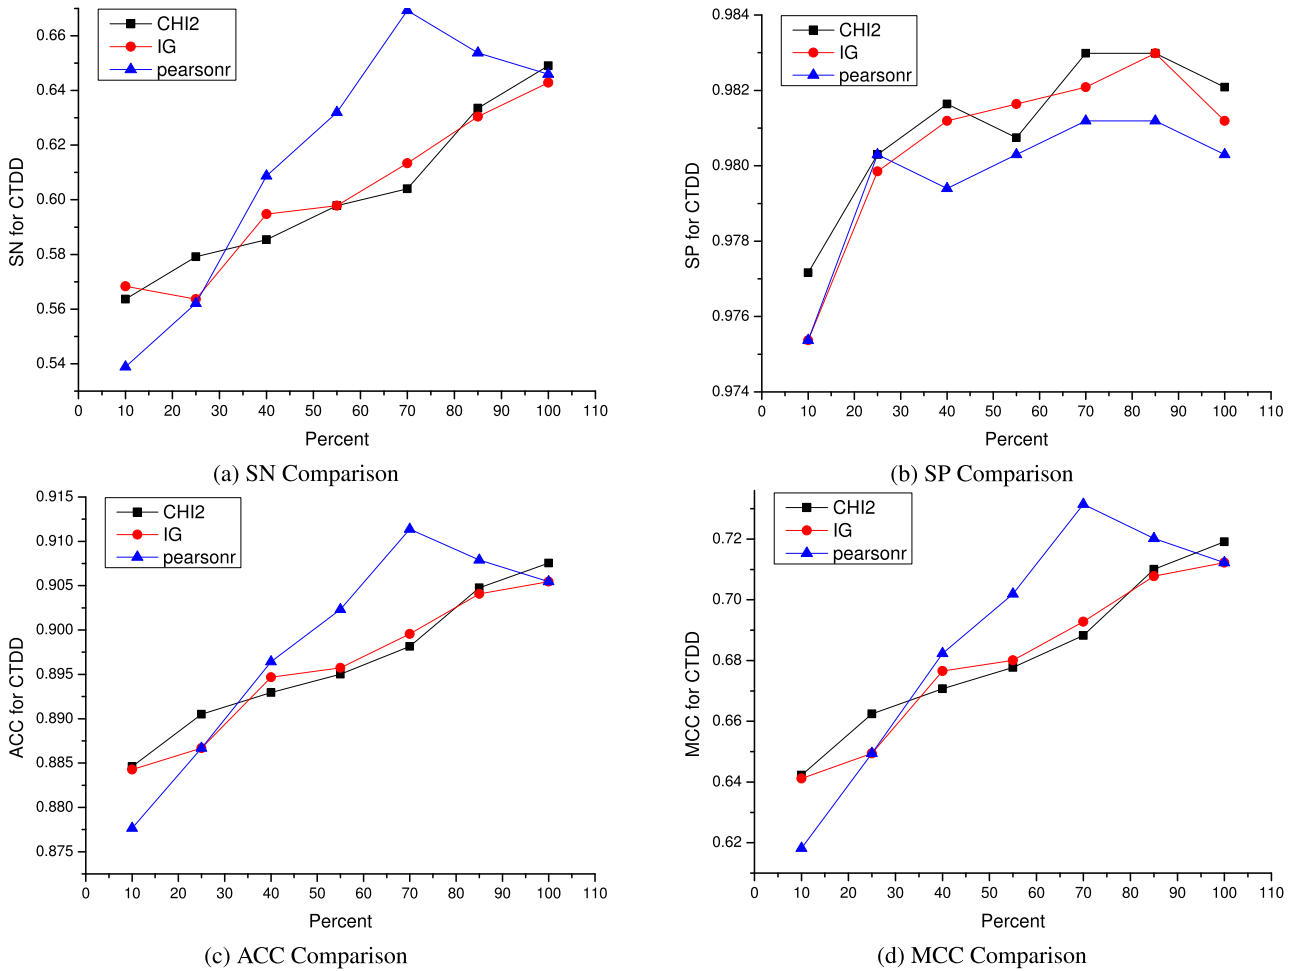 CHI2
IG
pearsonr
0.66
0.64
0.62
0.60
0.58
0.56
0.54
SN for CTDD
0 10 20 30 40 50 60 70 80 90 100 110
Percent
(a) SN Comparison
CHI2
IG
pearsonr
0.984
0.982
0.980
0.978
0.976
0.974
SP for CTDD
0 10 20 30 40 50 60 70 80 90 100 110
Percent
(b) SP Comparison
CHI2
IG
pearsonr
0.915
0.910
0.905
0.900
0.895
0.890
0.885
0.880
0.875
ACC for CTDD
0 10 20 30 40 50 60 70 80 90 100 110
Percent
(c) ACC Comparison
CHI2
IG
pearsonr
0.72
0.70
0.68
0.66
0.64
0.62
MCC for CTDD
0 10 20 30 40 50 60 70 80 90 100 110
Percent
(d) MCC Comparison